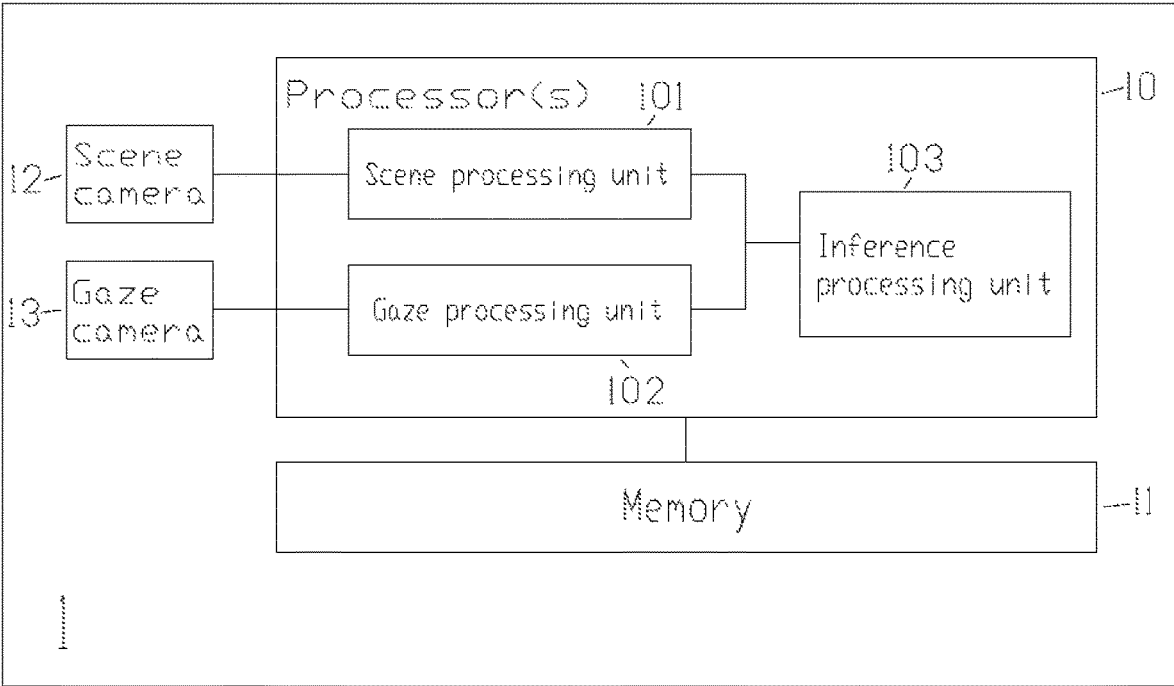 Processor(s)
101
10
Scene
camera
12
Scene processing unit
103
Inference
processing unit
Gaze
camera
13
Gaze processing unit
102
Memory
11
1